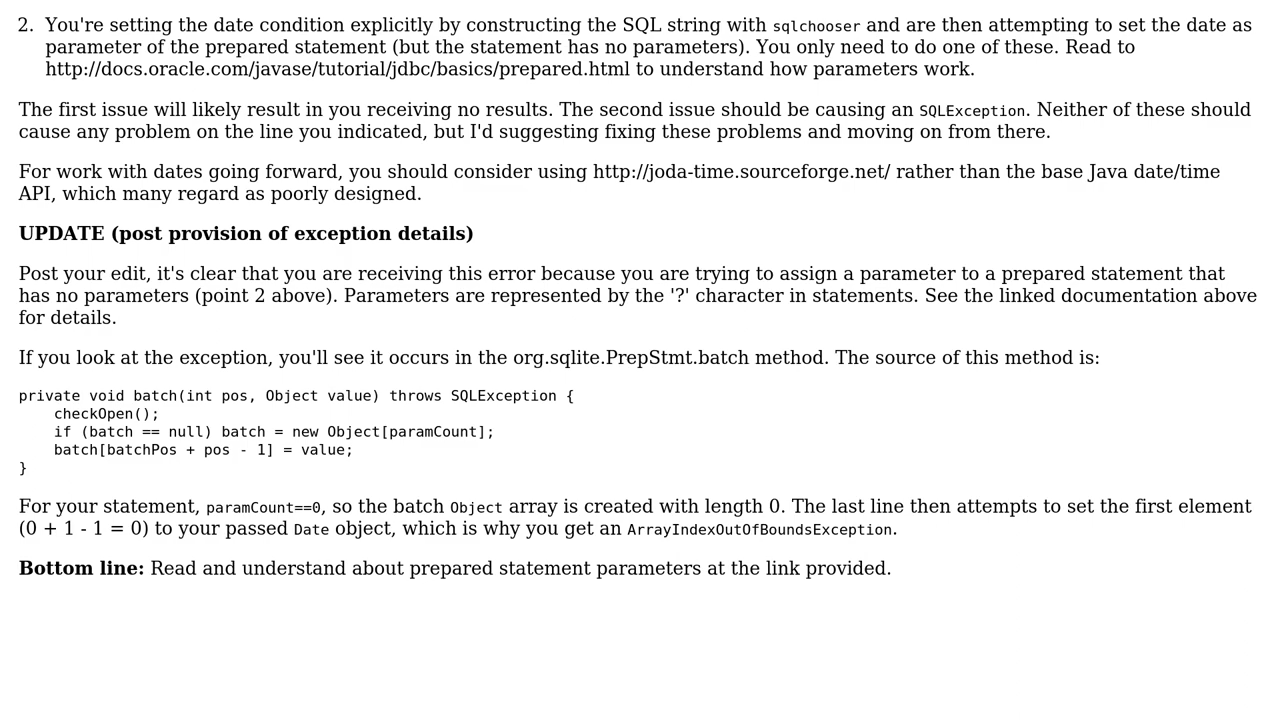 2. You're setting the date condition explicitly by constructing the SQL string with sqlchooser and are then attempting to set the date as
parameter of the prepared statement (but the statement has no parameters). You only need to do one of these. Read to
http://docs.oracle.com/javase/tutorial/jdbc/basics/prepared.html to understand how parameters work.
The first issue will likely result in you receiving no results. The second issue should be causing an SQLException. Neither of these should
cause any problem on the line you indicated, but I'd suggesting fixing these problems and moving on from there.
For work with dates going forward, you should consider using http://joda-time.sourceforge.net/ rather than the base Java date/time
API, which many regard as poorly designed.
UPDATE (post provision of exception details)
Post your edit, it's clear that you are receiving this error because you are trying to assign a parameter to a prepared statement that
has no parameters (point 2 above). Parameters are represented by the '?' character in statements. See the linked documentation above
for details.
If you look at the exception, you'll see it occurs in the org.sqlite.PrepStmt.batch method. The source of this method is:
private void batch(int pos, Object value) throws SQLException {
    checkOpen();
    if (batch == null) batch = new Object[paramCount];
    batch[batchPos + pos - 1] = value;
}
For your statement, paramCount==0, so the batch Object array is created with length 0. The last line then attempts to set the first element
(0 + 1 - 1 = 0) to your passed Date object, which is why you get an ArrayIndexOutOfBoundsException.
Bottom line: Read and understand about prepared statement parameters at the link provided.